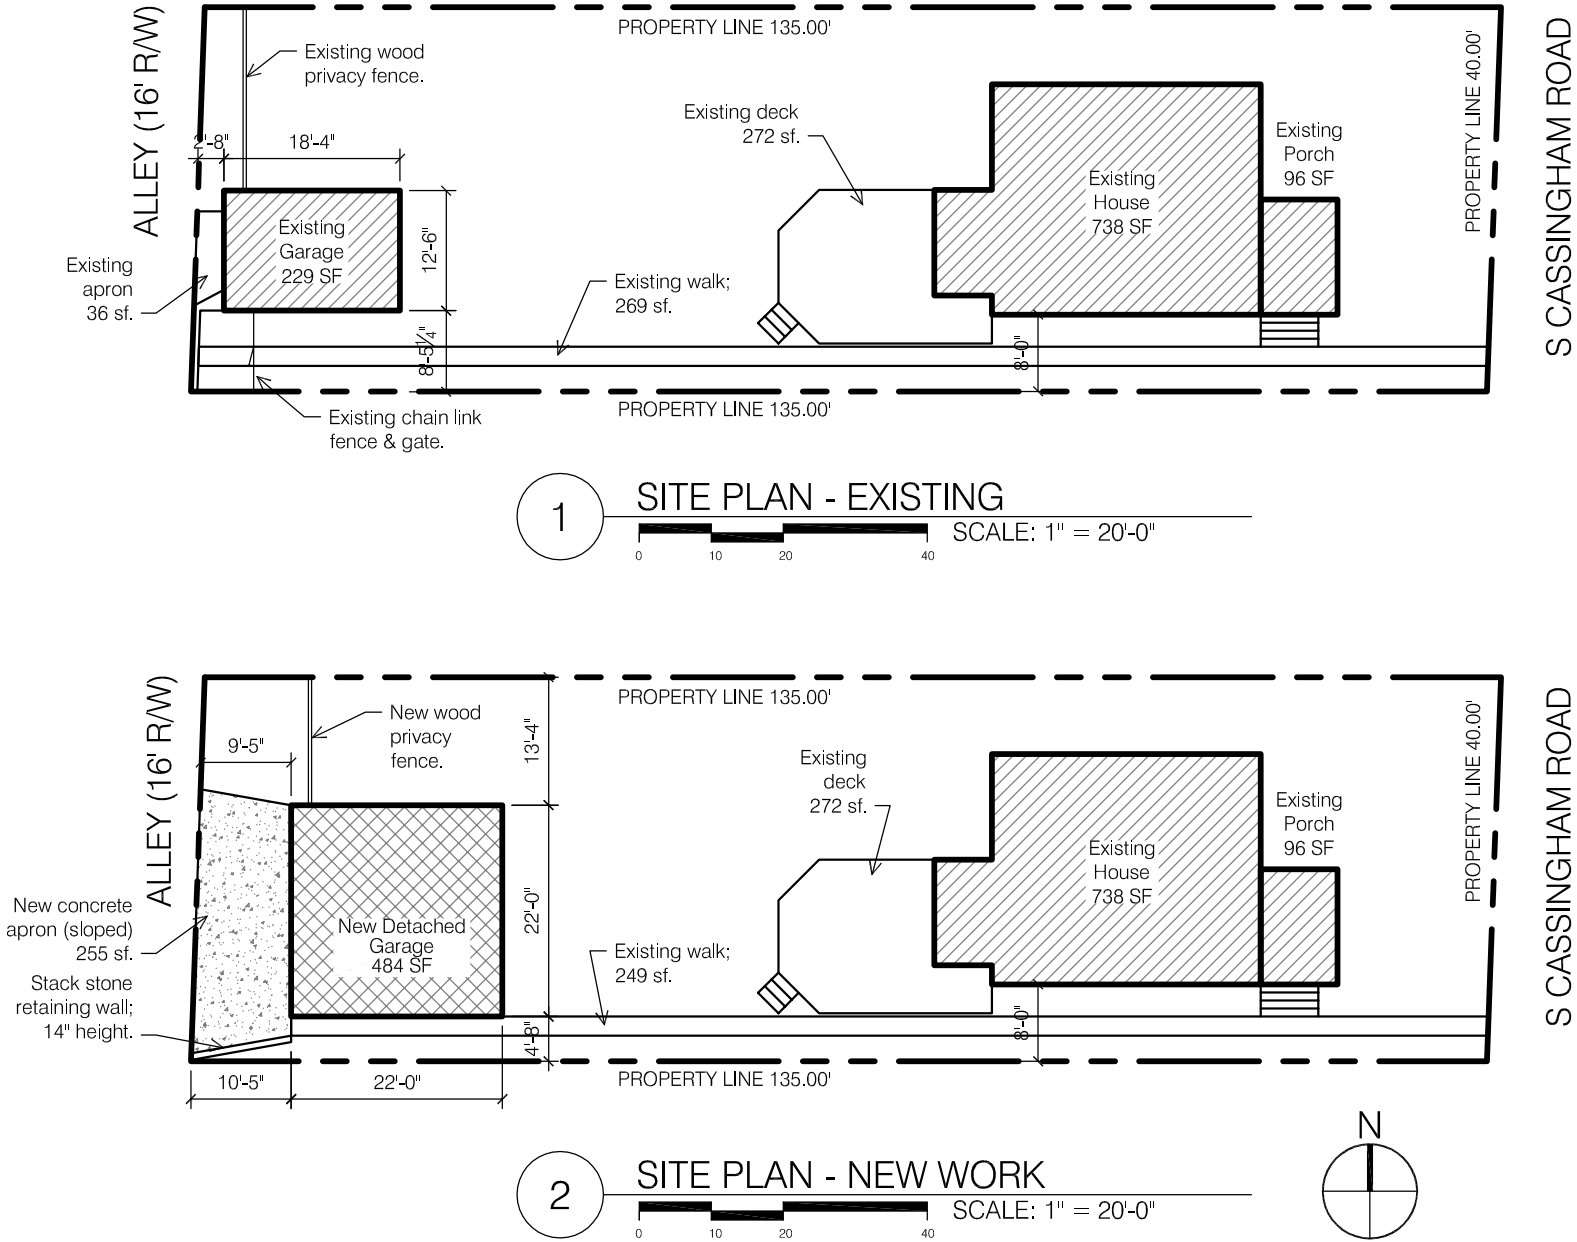 PROPERTY LINE 135.00'
ALLEY (16' R/W)
Existing wood
privacy fence.
PROPERTY LINE 40.00'
S CASSINGHAM ROAD
2'-8"
18'-4"
Existing deck
272 sf.
Existing
Porch
96 SF
Existing
House
738 SF
Existing
Garage
229 SF
12'-6"
Existing
apron
36 sf.
Existing walk;
269 sf.
8'-5¼"
8'-0"
PROPERTY LINE 135.00'
Existing chain link
fence & gate.
1
SITE PLAN - EXISTING
SCALE: 1" = 20'-0"
0 10 20 40
PROPERTY LINE 135.00'
ALLEY (16' R/W)
New wood
privacy
fence.
9'-5"
13'-4"
PROPERTY LINE 40.00'
S CASSINGHAM ROAD
Existing
deck
272 sf.
Existing
Porch
96 SF
Existing
House
738 SF
New concrete
apron (sloped)
255 sf.
New Detached
Garage
484 SF
22'-0"
Existing walk;
249 sf.
Stack stone
retaining wall;
14" height.
4'-8"
8'-0"
10'-5"
22'-0"
PROPERTY LINE 135.00'
N
2
SITE PLAN - NEW WORK
SCALE: 1" = 20'-0"
0 10 20 40